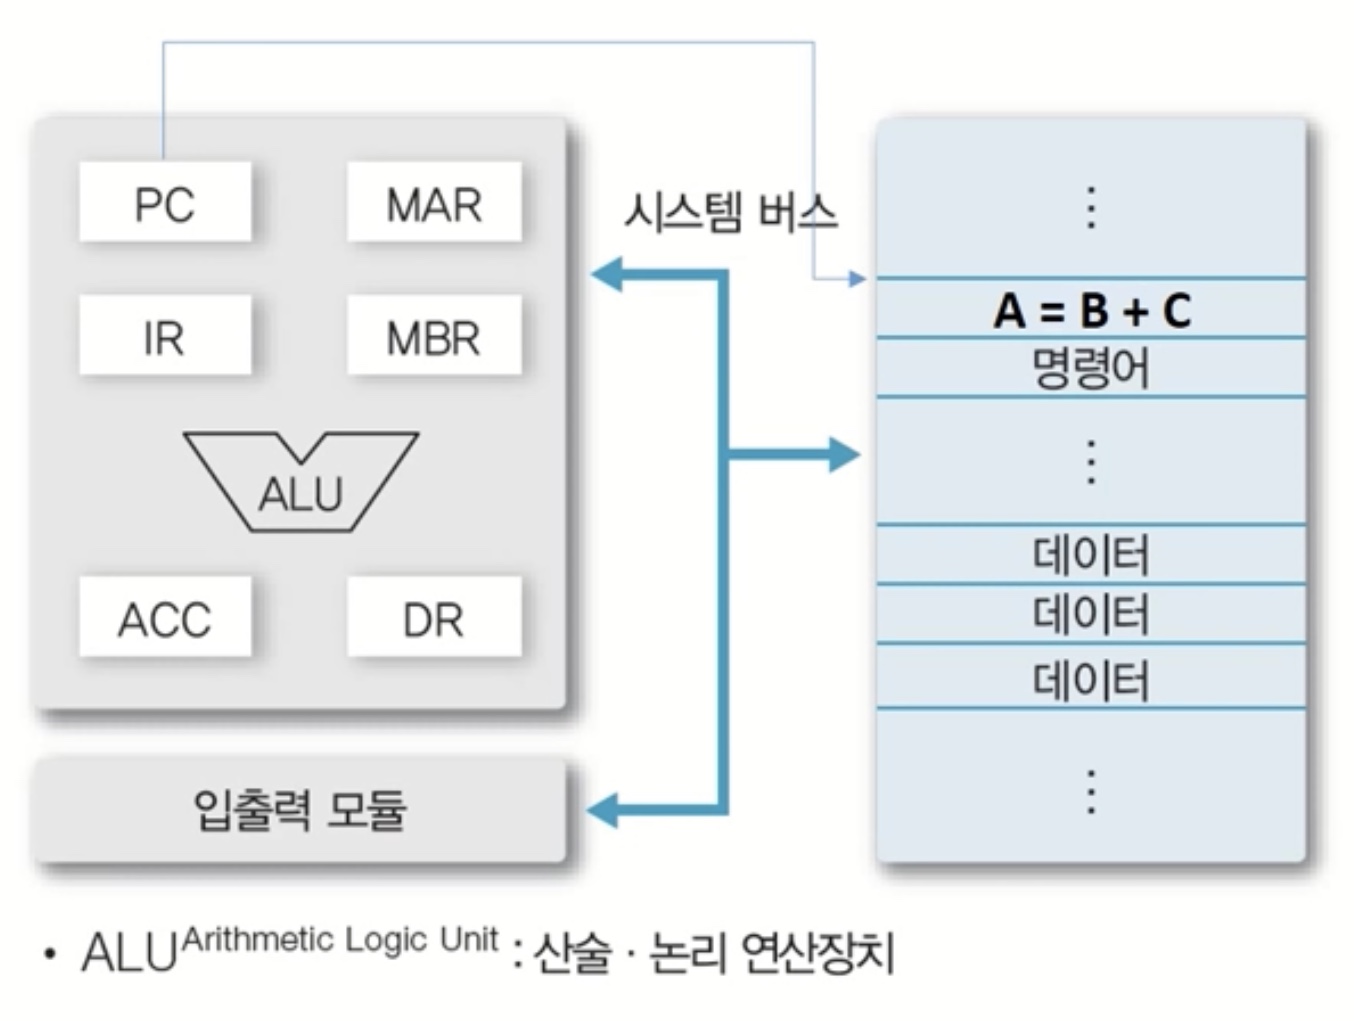 PC
MAR
IR
MBR
ALU
ACC
DR
입출력 모듈
시스템 버스
⋮
A = B + C
명령어
⋮
데이터
데이터
데이터
⋮
• ALU Arithmetic Logic Unit : 산술 · 논리 연산장치